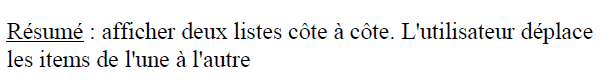 Résumé : afficher deux listes côte à côte. L'utilisateur déplace
les items de l'une à l'autre